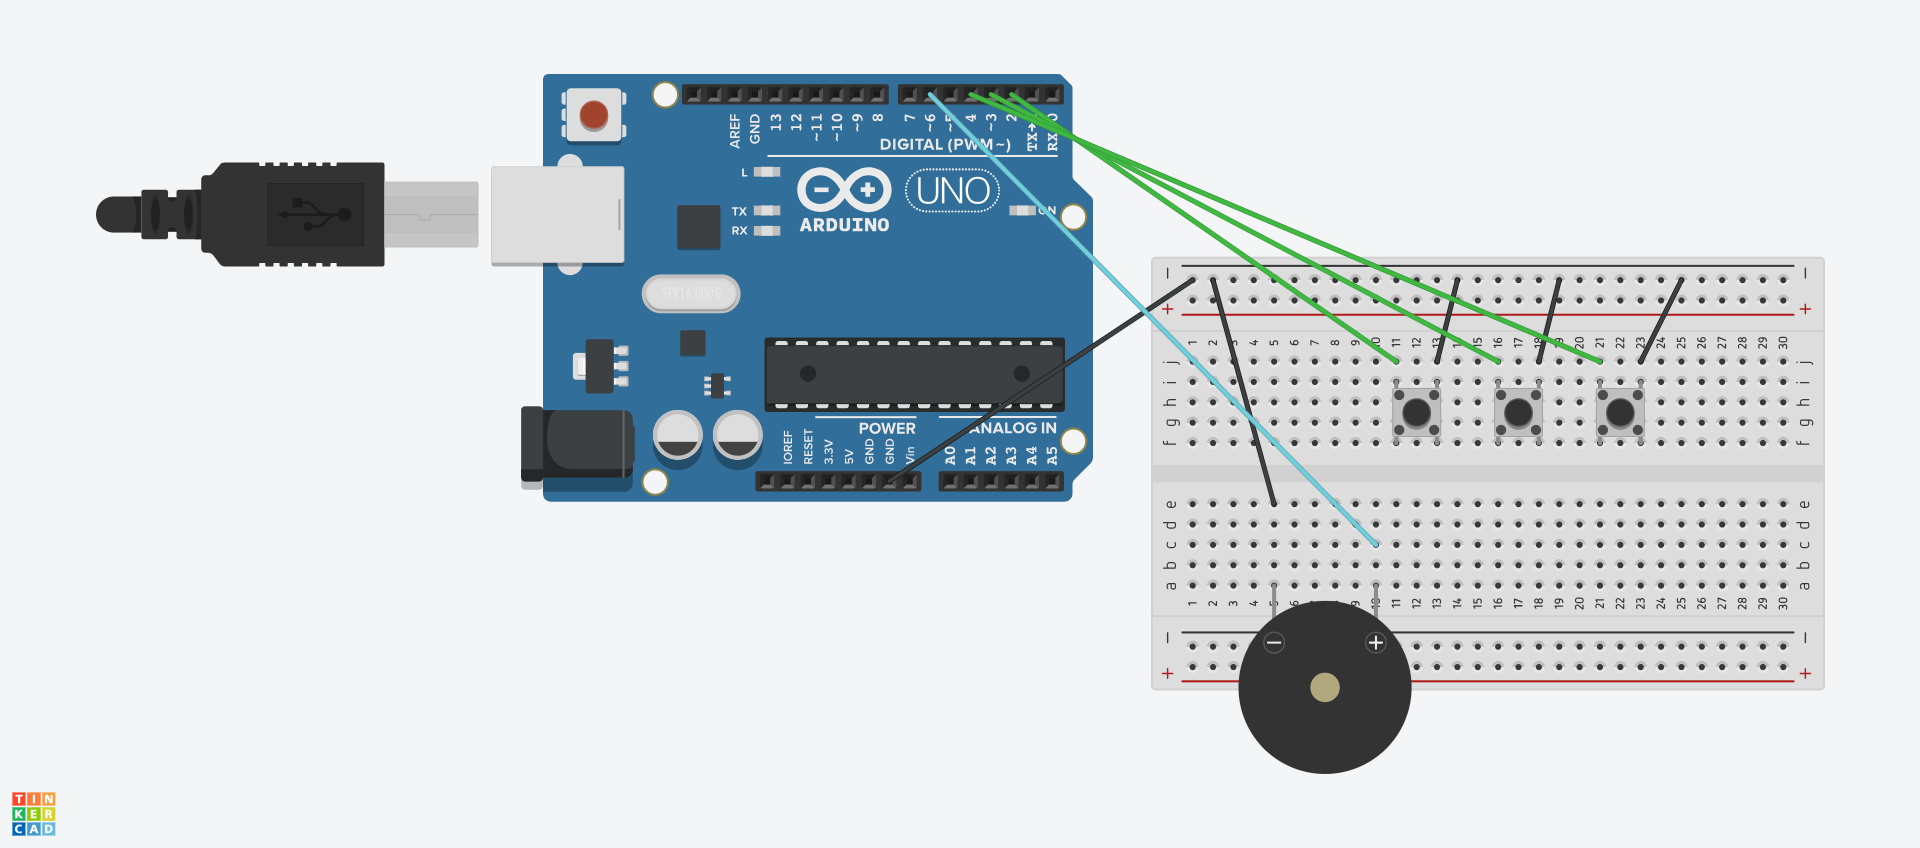 AREF
GND
13
12
~11
~10
~9
8
7
~6
~5
4
~3
2
TX→
RX←0
DIGITAL (PWM~)
L
TX
RX
ARDUINO
UNO
ON
SPK16.000G
POWER
ANALOG IN
IOREF
RESET
3.3V
5V
GND
GND
Vin
A0
A1
A2
A3
A4
A5
− −
+ +
1 2 3 4 5 6 7 8 9 10 11 12 13 14 15 16 17 18 19 20 21 22 23 24 25 26 27 28 29 30
j j
i i
h h
g g
f f
e e
d d
c c
b b
a a
1 2 3 4 5 6 9 10 11 12 13 14 15 16 17 18 19 20 21 22 23 24 25 26 27 28 29 30
− −
+ +
− +
TIN
KER
CAD